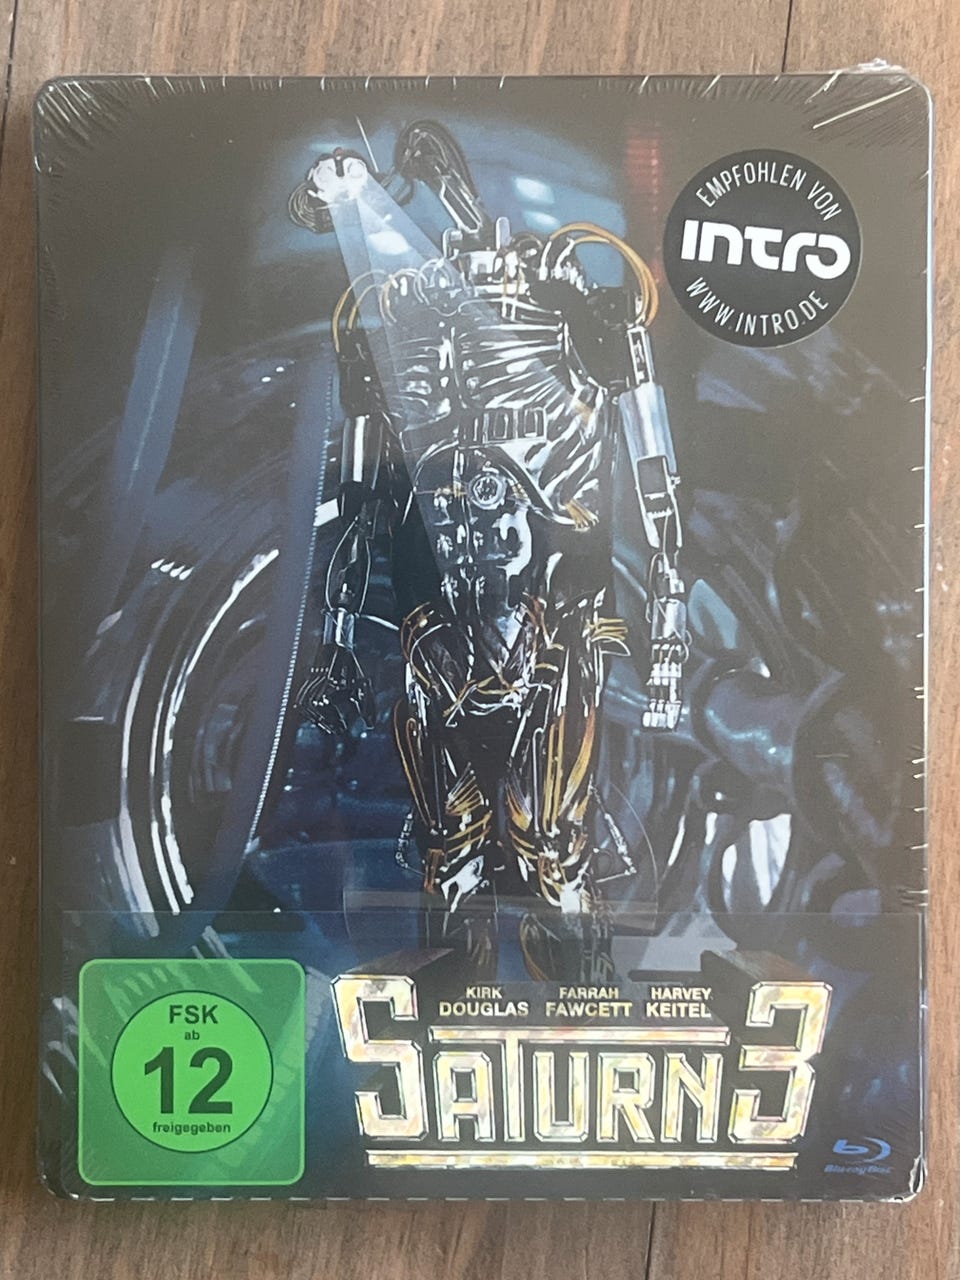 EMPFOHLEN VON
INTRO
WWW.INTRO.DE
KIRK DOUGLAS
FARRAH FAWCETT
HARVEY KEITEL
SATURN 3
FSK
ab
12
freigegeben
Blu-ray Disc